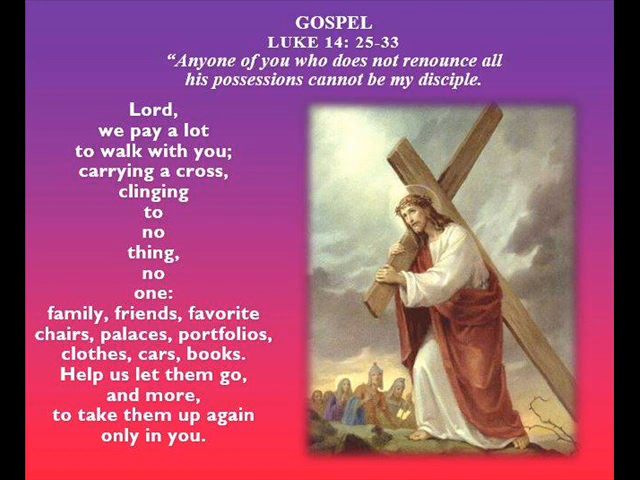 GOSPEL
LUKE 14: 25-33
“Anyone of you who does not renounce all
his possessions cannot be my disciple.
Lord,
we pay a lot
to walk with you;
carrying a cross,
clinging
to
no
thing,
no
one:
family, friends, favorite
chairs, palaces, portfolios,
clothes, cars, books.
Help us let them go,
and more,
to take them up again
only in you.